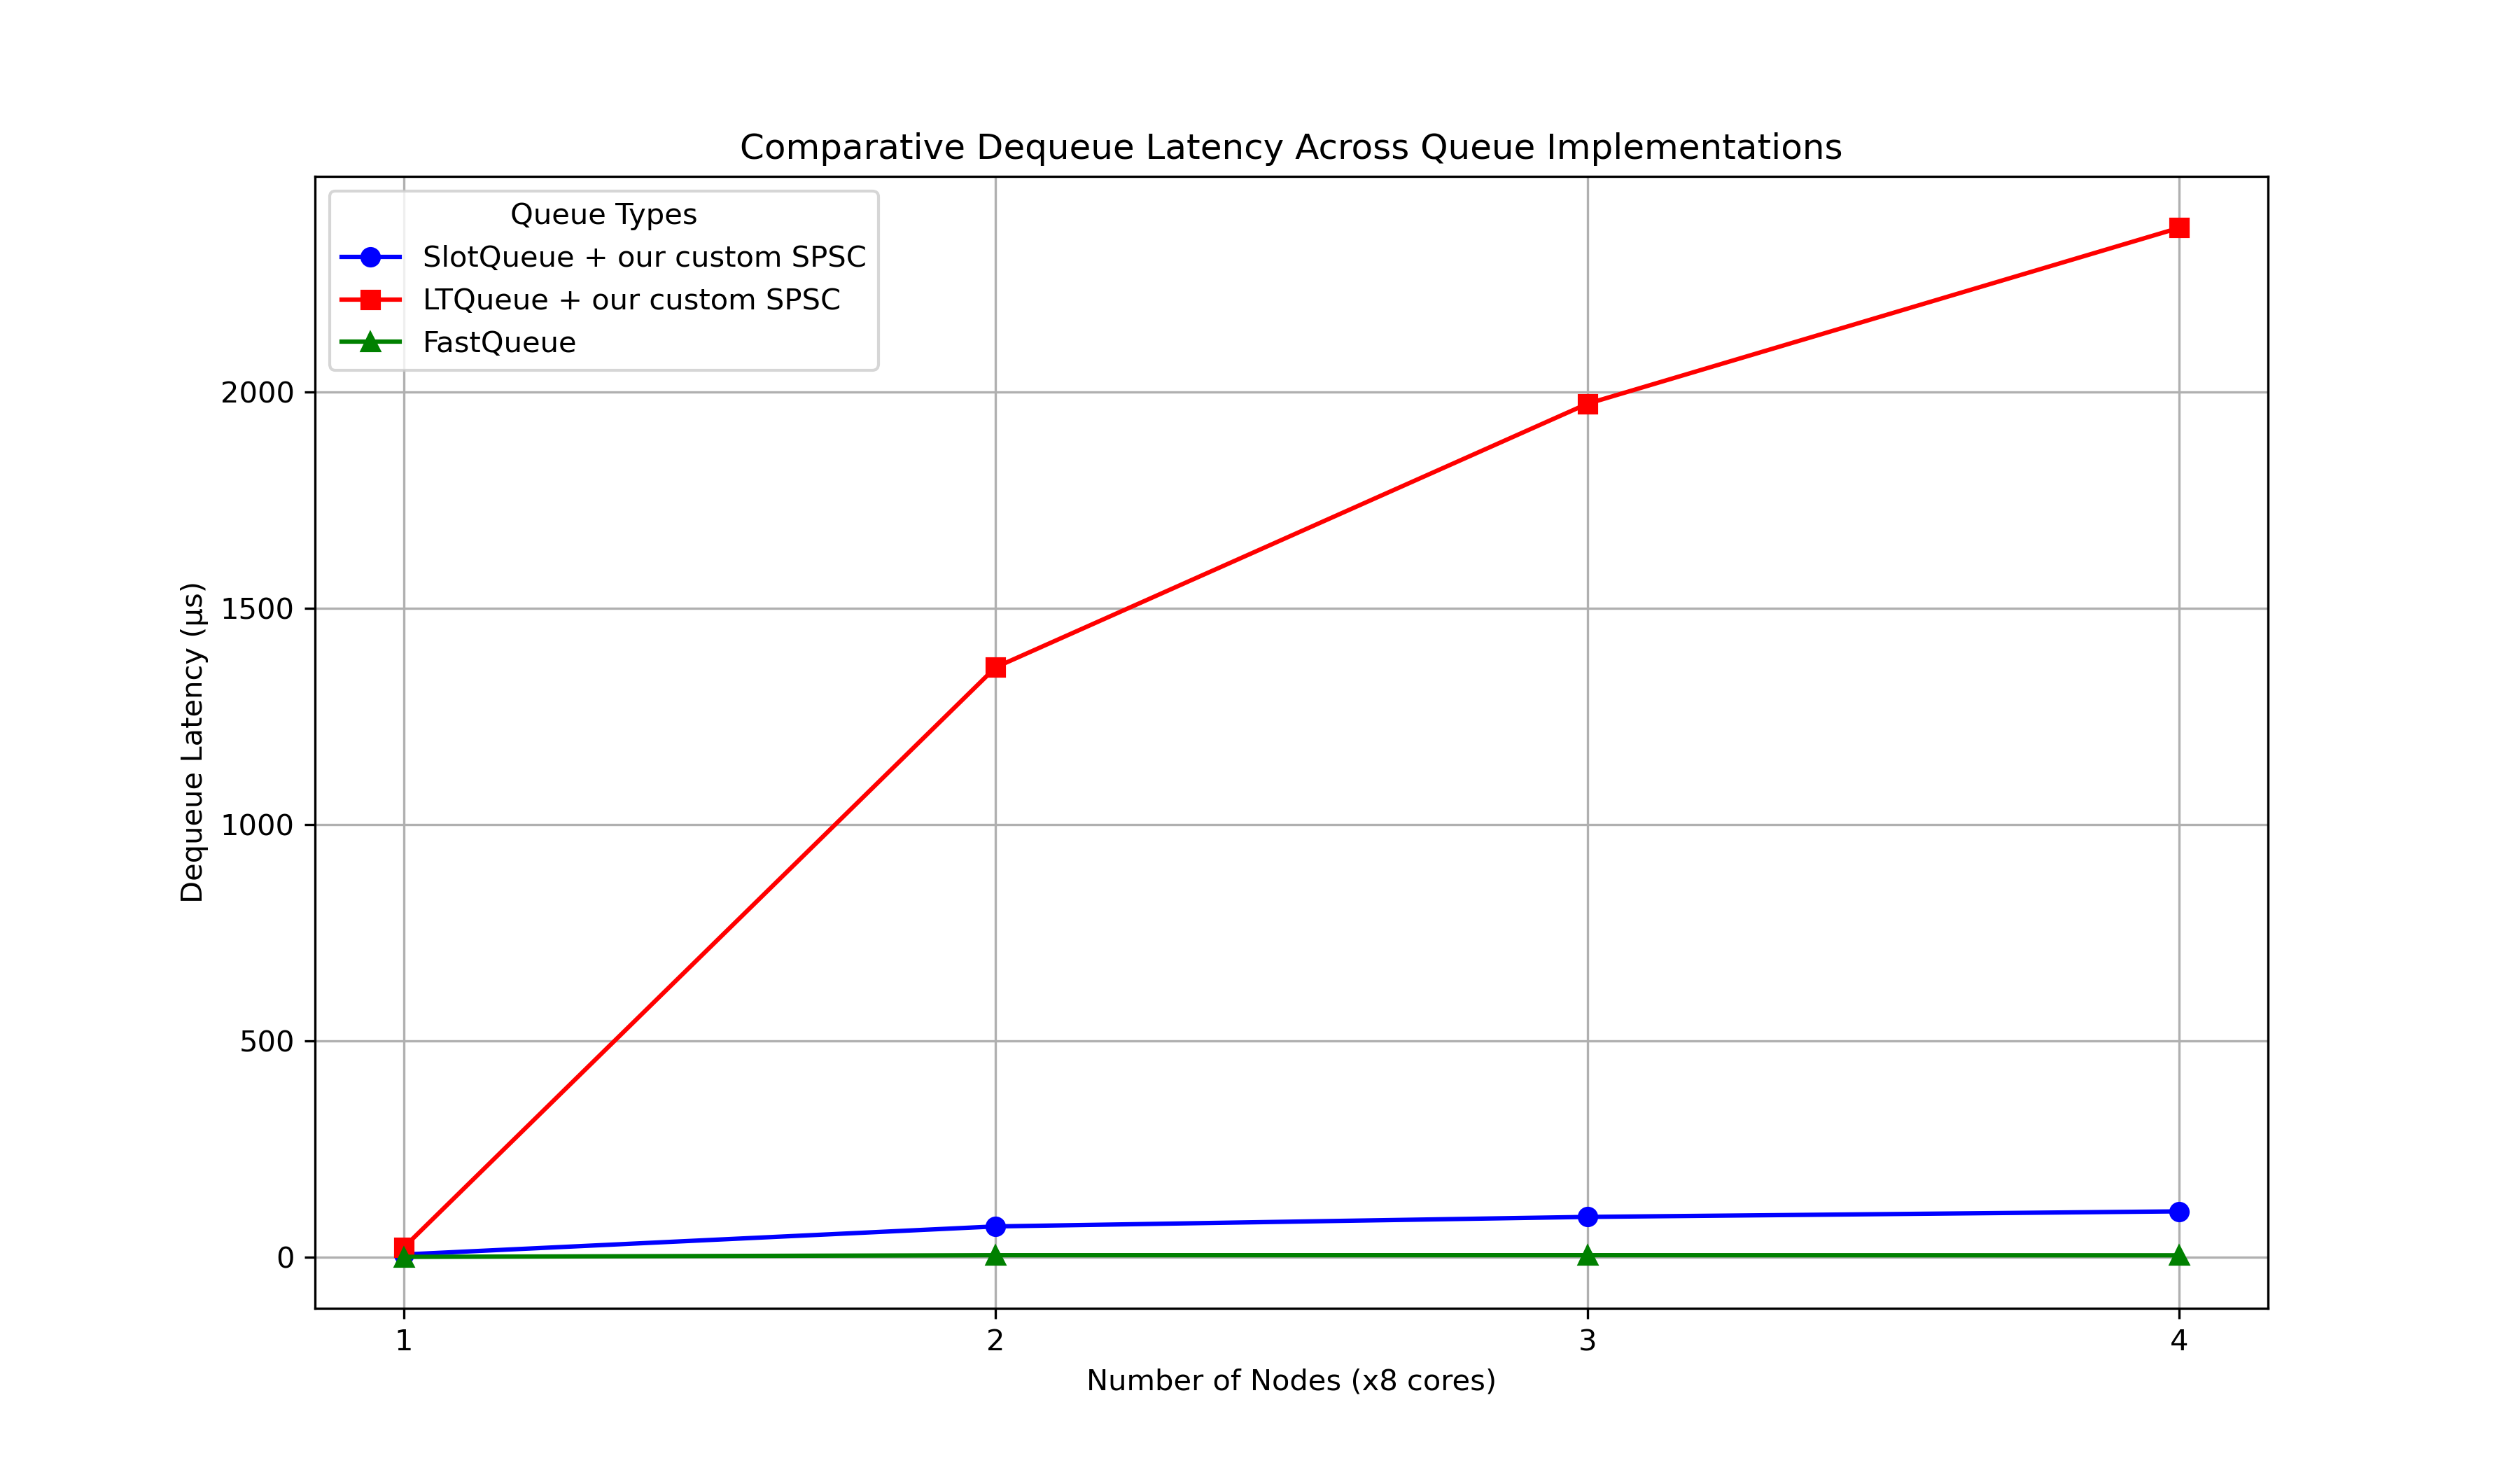 Comparative Dequeue Latency Across Queue Implementations
Queue Types
SlotQueue + our custom SPSC
LTQueue + our custom SPSC
FastQueue
Dequeue Latency (μs)
2000
1500
1000
500
0
1
2
3
4
Number of Nodes (x8 cores)